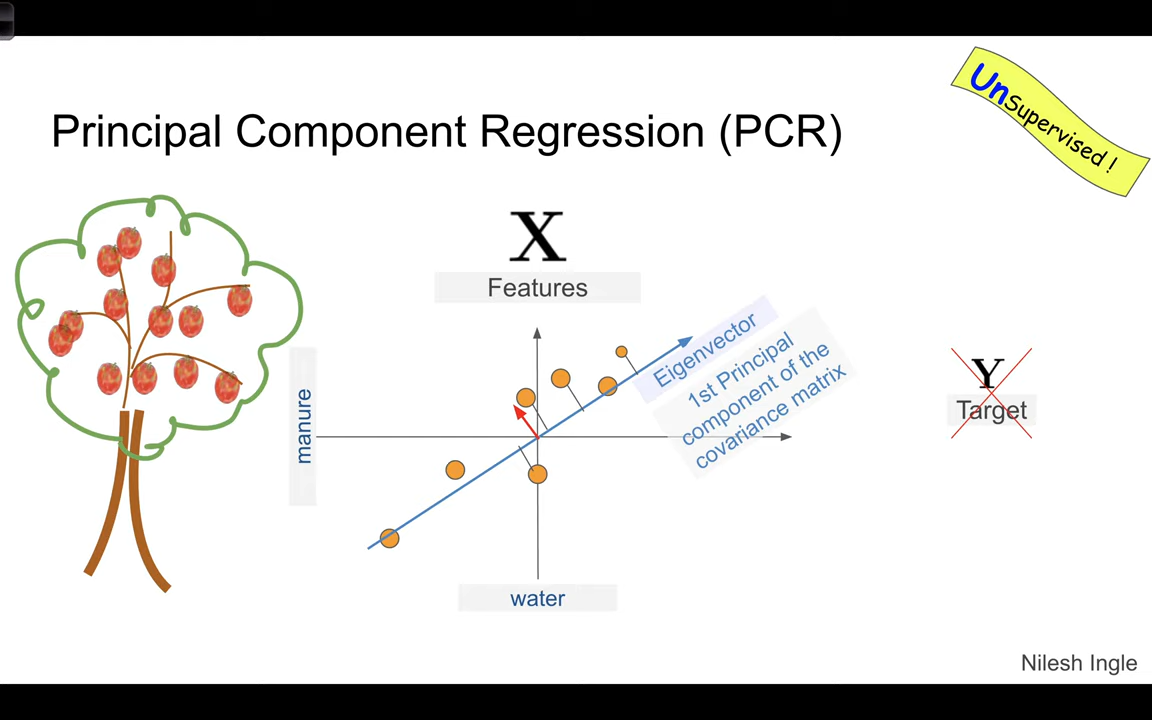 UnSupervised !
Principal Component Regression (PCR)
X
Features
manure
water
Eigenvector
1st Principal
component of the
covariance matrix
Y
Target
Nilesh Ingle